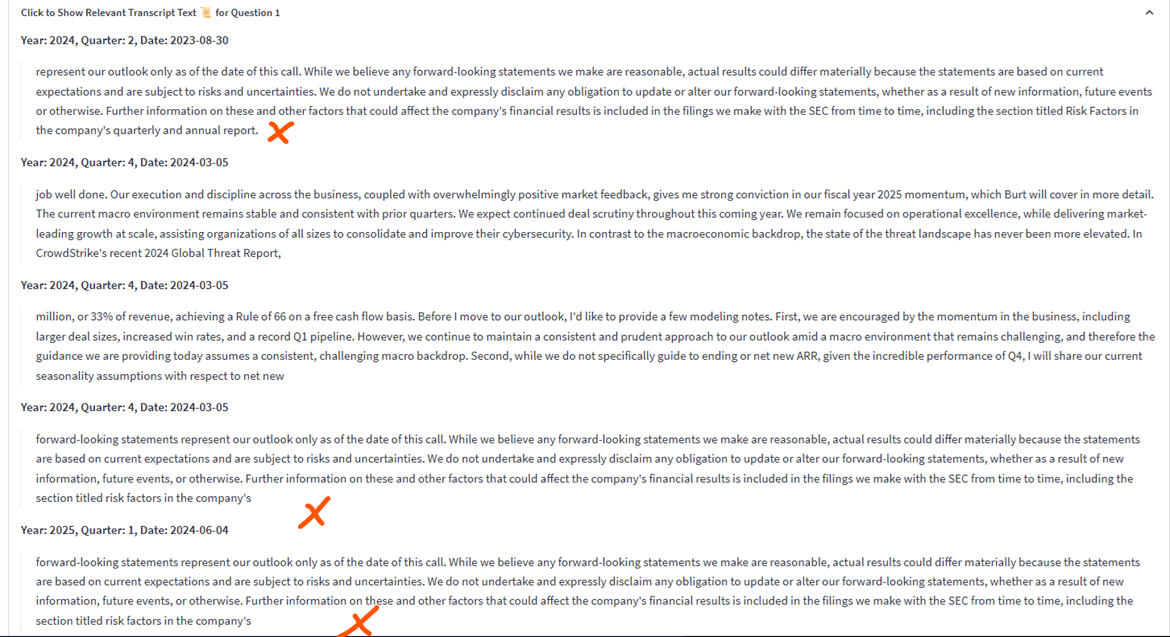 Click to Show Relevant Transcript Text 📜 for Question 1
Year: 2024, Quarter: 2, Date: 2023-08-30
represent our outlook only as of the date of this call. While we believe any forward-looking statements we make are reasonable, actual results could differ materially because the statements are based on current
expectations and are subject to risks and uncertainties. We do not undertake and expressly disclaim any obligation to update or alter our forward-looking statements, whether as a result of new information, future events
or otherwise. Further information on these and other factors that could affect the company's financial results is included in the filings we make with the SEC from time to time, including the section titled Risk Factors in
the company's quarterly and annual report.
Year: 2024, Quarter: 4, Date: 2024-03-05
job well done. Our execution and discipline across the business, coupled with overwhelmingly positive market feedback, gives me strong conviction in our fiscal year 2025 momentum, which Burt will cover in more detail.
The current macro environment remains stable and consistent with prior quarters. We expect continued deal scrutiny throughout this coming year. We remain focused on operational excellence, while delivering market-
leading growth at scale, assisting organizations of all sizes to consolidate and improve their cybersecurity. In contrast to the macroeconomic backdrop, the state of the threat landscape has never been more elevated. In
CrowdStrike's recent 2024 Global Threat Report,
Year: 2024, Quarter: 4, Date: 2024-03-05
million, or 33% of revenue, achieving a Rule of 66 on a free cash flow basis. Before I move to our outlook, I'd like to provide a few modeling notes. First, we are encouraged by the momentum in the business, including
larger deal sizes, increased win rates, and a record Q1 pipeline. However, we continue to maintain a consistent and prudent approach to our outlook amid a macro environment that remains challenging, and therefore the
guidance we are providing today assumes a consistent, challenging macro backdrop. Second, while we do not specifically guide to ending or net new ARR, given the incredible performance of Q4, I will share our current
seasonality assumptions with respect to net new
Year: 2024, Quarter: 4, Date: 2024-03-05
forward-looking statements represent our outlook only as of the date of this call. While we believe any forward-looking statements we make are reasonable, actual results could differ materially because the statements
are based on current expectations and are subject to risks and uncertainties. We do not undertake and expressly disclaim any obligation to update or alter our forward-looking statements, whether as a result of new
information, future events, or otherwise. Further information on these and other factors that could affect the company's financial results is included in the filings we make with the SEC from time to time, including the
section titled risk factors in the company's
Year: 2025, Quarter: 1, Date: 2024-06-04
forward-looking statements represent our outlook only as of the date of this call. While we believe any forward-looking statements we make are reasonable, actual results could differ materially because the statements
are based on current expectations and are subject to risks and uncertainties. We do not undertake and expressly disclaim any obligation to update or alter our forward-looking statements, whether as a result of new
information, future events, or otherwise. Further information on these and other factors that could affect the company's financial results is included in the filings we make with the SEC from time to time, including the
section titled risk factors in the company's